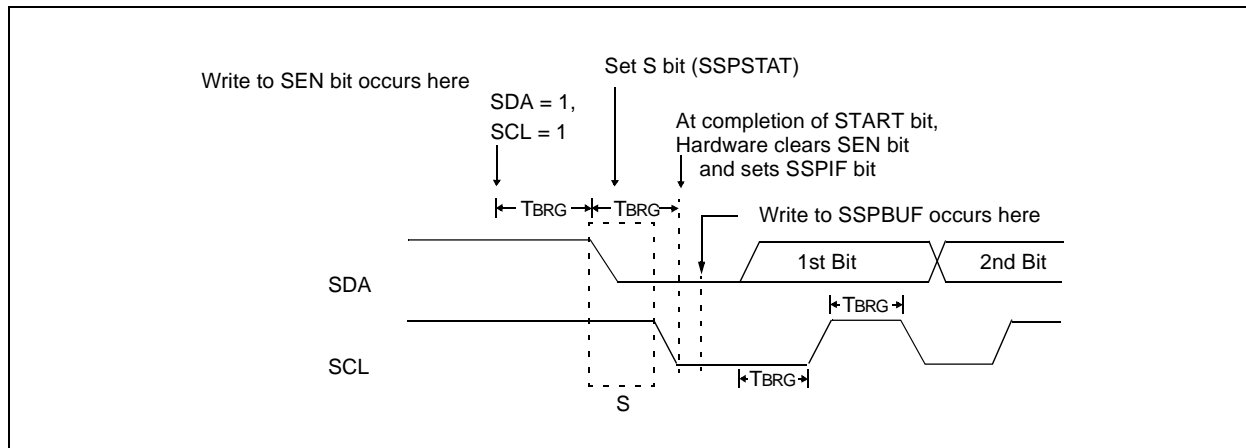 Write to SEN bit occurs here
Set S bit (SSPSTAT)
SDA = 1,
SCL = 1
At completion of START bit,
Hardware clears SEN bit
and sets SSPIF bit
TBRG
TBRG
Write to SSPBUF occurs here
1st Bit
2nd Bit
SDA
TBRG
SCL
TBRG
S